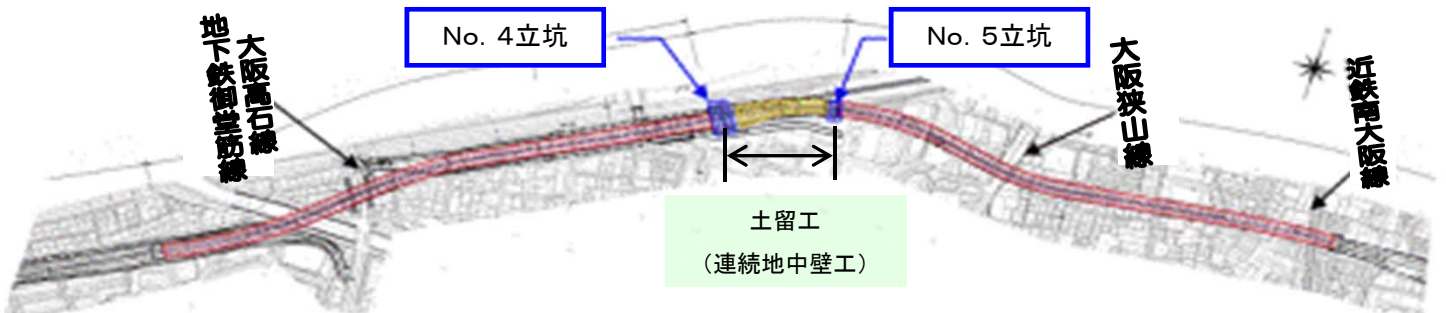 大阪高石線
地下鉄御堂筋線
No. 4立坑
No. 5立坑
大阪狭山線
近鉄南大阪線
土留工
（連続地中壁工）